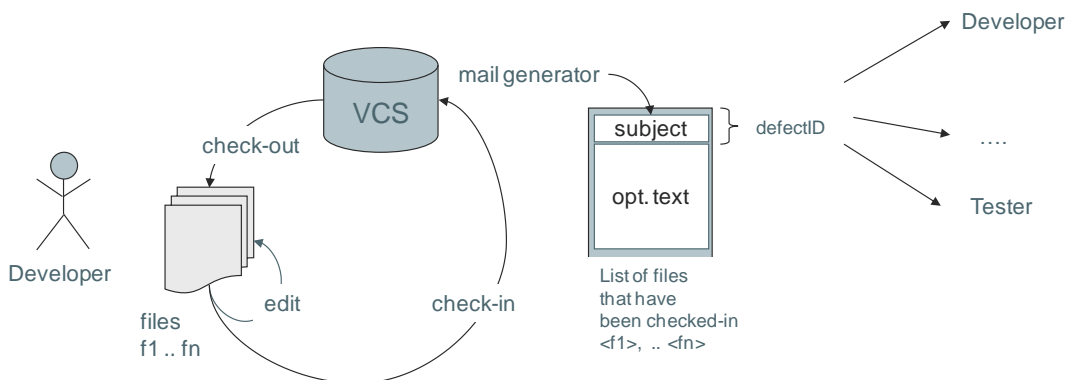 Developer
VCS
mail generator
subject
defectID
check-out
....
opt. text
Tester
Developer
List of files
that have
been checked-in
<f1>, .. <fn>
edit
check-in
files
f1 .. fn